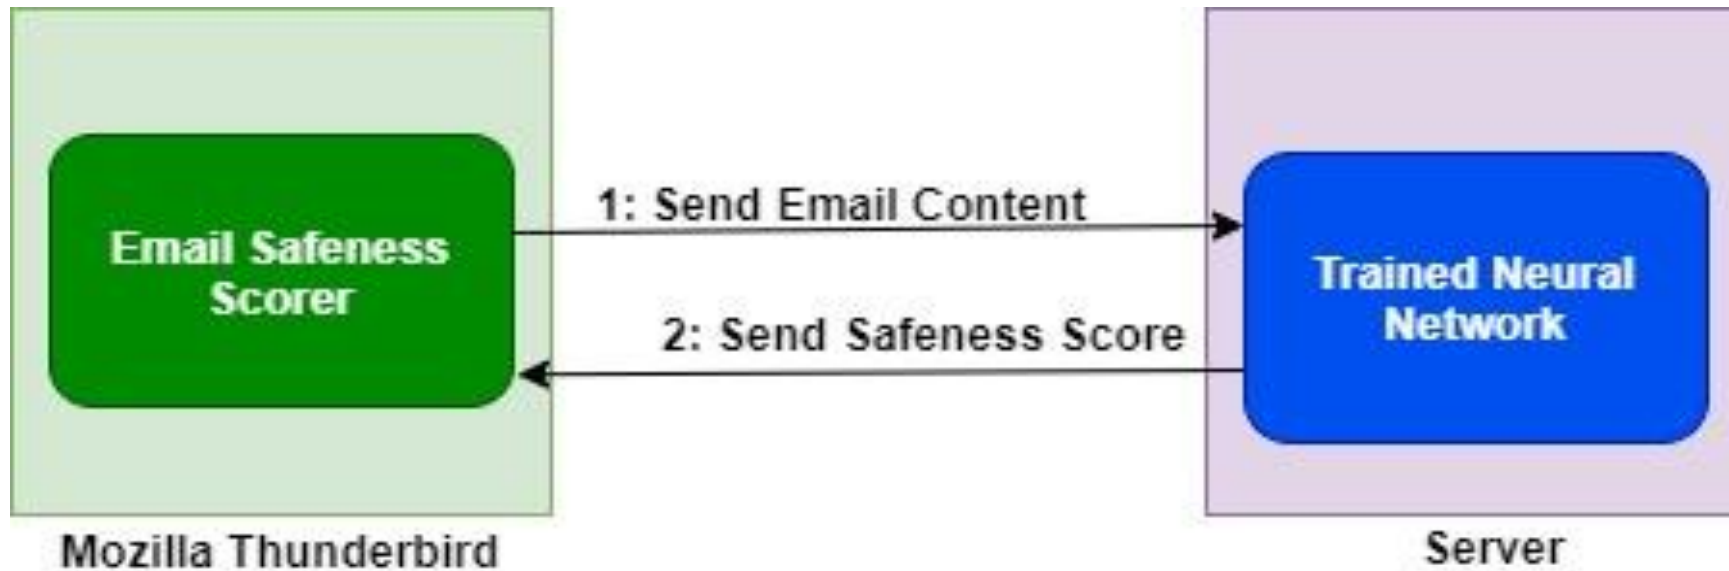 Email Safeness
Scorer
1: Send Email Content
2: Send Safeness Score
Trained Neural
Network
Mozilla Thunderbird
Server